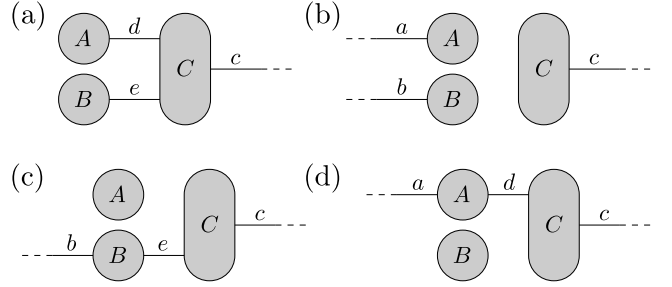 (a) A d C c
B e
(b) a A C c
b B
(c) A C c
b B e
(d) a A d C c
B